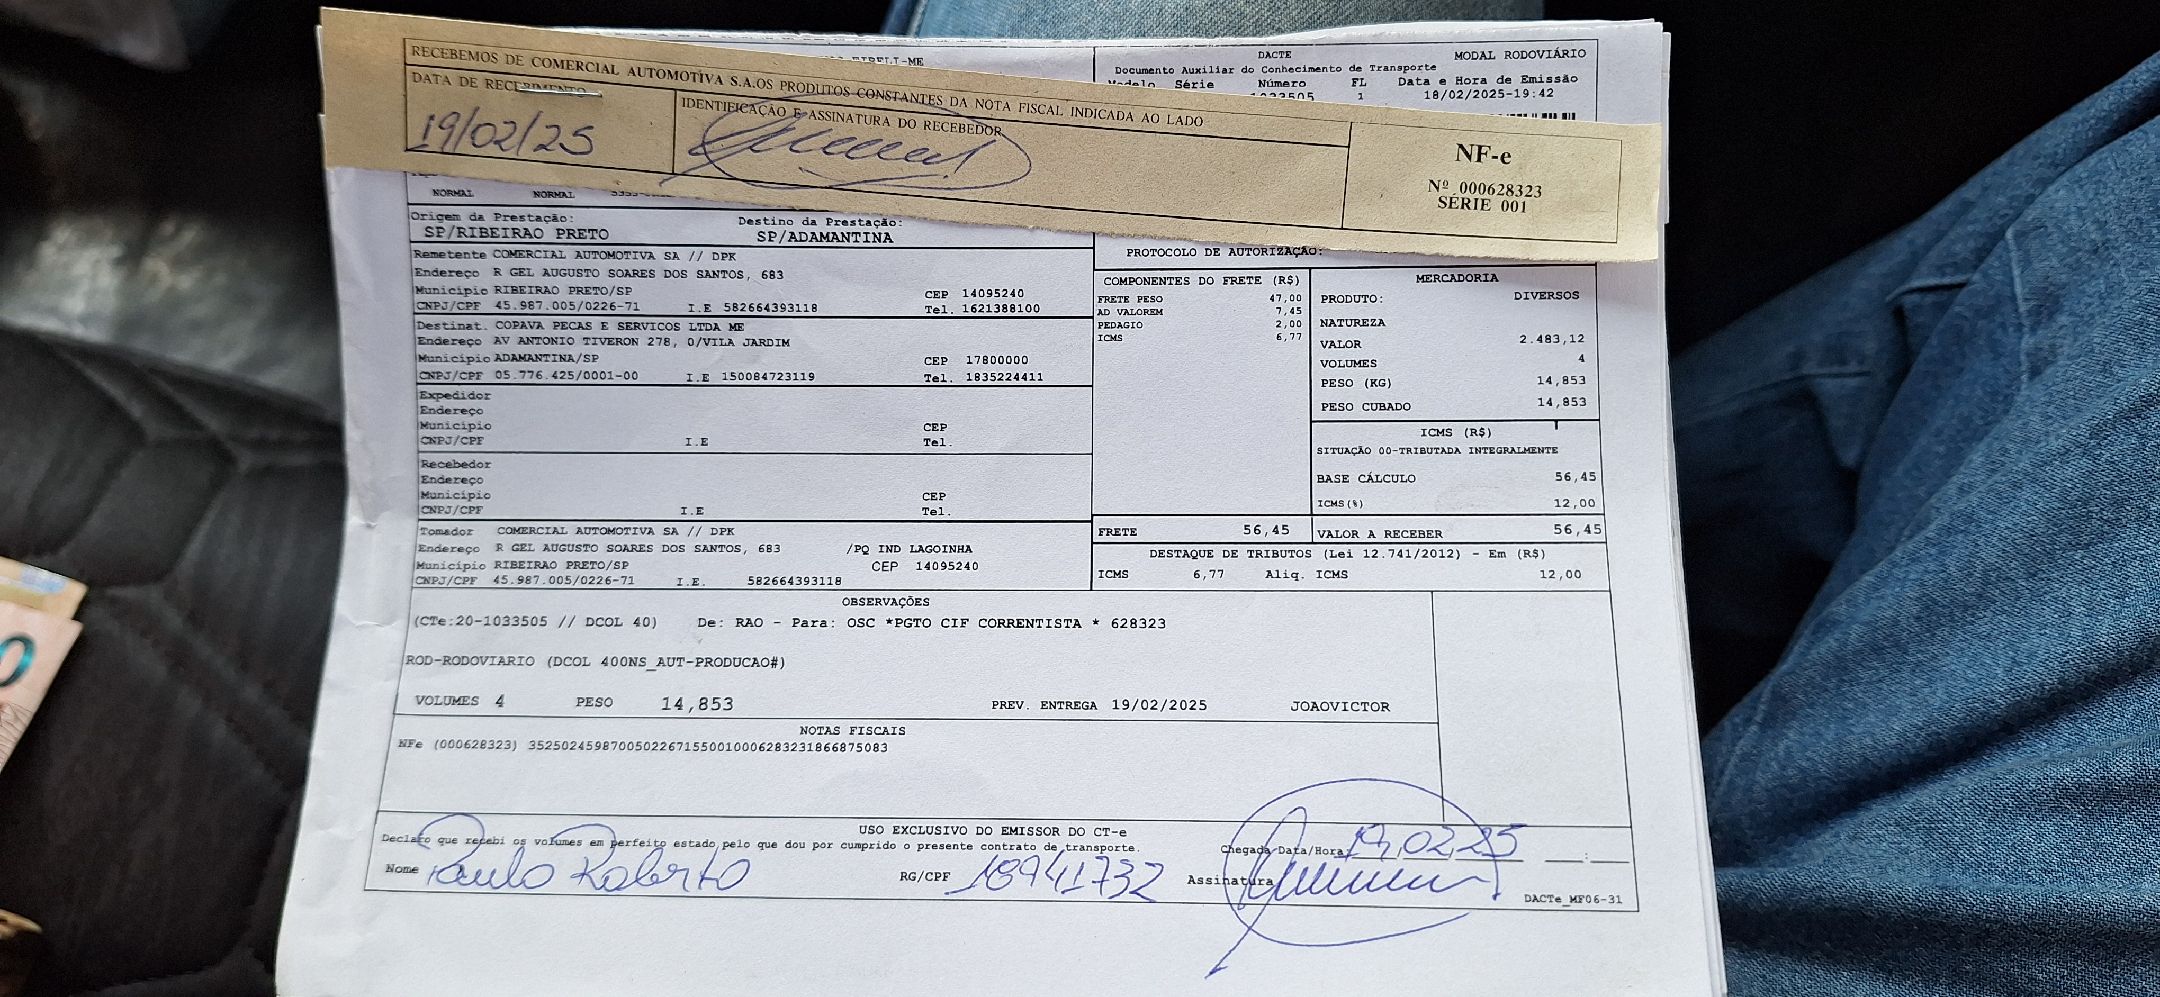 RECEBEMOS DE COMERCIAL AUTOMOTIVA S.A.OS PRODUTOS CONSTANTES DA NOTA FISCAL INDICADA AO LADO
DATA DE RECEBIMENTO
19/02/25
IDENTIFICAÇÃO E ASSINATURA DO RECEBEDOR
NF-e
Nº 000628323
SÉRIE 001
EIRELI-ME
DACTE
MODAL RODOVIÁRIO
Documento Auxiliar do Conhecimento de Transporte
Modelo Série Número FL Data e Hora de Emissão
1033505 1 18/02/2025-19:42
NORMAL NORMAL
Origem da Prestação: Destino da Prestação:
SP/RIBEIRAO PRETO SP/ADAMANTINA
Remetente COMERCIAL AUTOMOTIVA SA // DPK
Endereço R GEL AUGUSTO SOARES DOS SANTOS, 683
Municipio RIBEIRAO PRETO/SP CEP 14095240
CNPJ/CPF 45.987.005/0226-71 I.E 582664393118 Tel. 1621388100
Destinat. COPAVA PECAS E SERVICOS LTDA ME
Endereço AV ANTONIO TIVERON 278, 0/VILA JARDIM
Municipio ADAMANTINA/SP CEP 17800000
CNPJ/CPF 05.776.425/0001-00 I.E 150084723119 Tel. 1835224411
Expedidor
Endereço
Municipio CEP
CNPJ/CPF I.E Tel.
Recebedor
Endereço
Municipio CEP
CNPJ/CPF I.E Tel.
Tomador COMERCIAL AUTOMOTIVA SA // DPK
Endereço R GEL AUGUSTO SOARES DOS SANTOS, 683 /PQ IND LAGOINHA
Municipio RIBEIRAO PRETO/SP CEP 14095240
CNPJ/CPF 45.987.005/0226-71 I.E. 582664393118
PROTOCOLO DE AUTORIZAÇÃO:
COMPONENTES DO FRETE (R$)
FRETE PESO 47,00
AD VALOREM 7,45
PEDAGIO 2,00
ICMS 6,77
MERCADORIA
PRODUTO: DIVERSOS
NATUREZA
VALOR 2.483,12
VOLUMES 4
PESO (KG) 14,853
PESO CUBADO 14,853
ICMS (R$)
SITUAÇÃO 00-TRIBUTADA INTEGRALMENTE
BASE CÁLCULO 56,45
ICMS(%) 12,00
FRETE 56,45 VALOR A RECEBER 56,45
DESTAQUE DE TRIBUTOS (Lei 12.741/2012) - Em (R$)
ICMS 6,77 Aliq. ICMS 12,00
OBSERVAÇÕES
(CTe:20-1033505 // DCOL 40) De: RAO - Para: OSC *PGTO CIF CORRENTISTA * 628323
ROD-RODOVIARIO (DCOL 400NS_AUT-PRODUCAO#)
VOLUMES 4 PESO 14,853 PREV. ENTREGA 19/02/2025 JOAOVICTOR
NOTAS FISCAIS
NFe (000628323) 35250245987005022671550010006283231866875083
USO EXCLUSIVO DO EMISSOR DO CT-e
Declaro que recebi os volumes em perfeito estado pelo que dou por cumprido o presente contrato de transporte.
Chegada Data/Hora: 19,02,25 __:__
Nome Paulo Roberto RG/CPF 18941732 Assinatura
DACTe_MF06-31
0